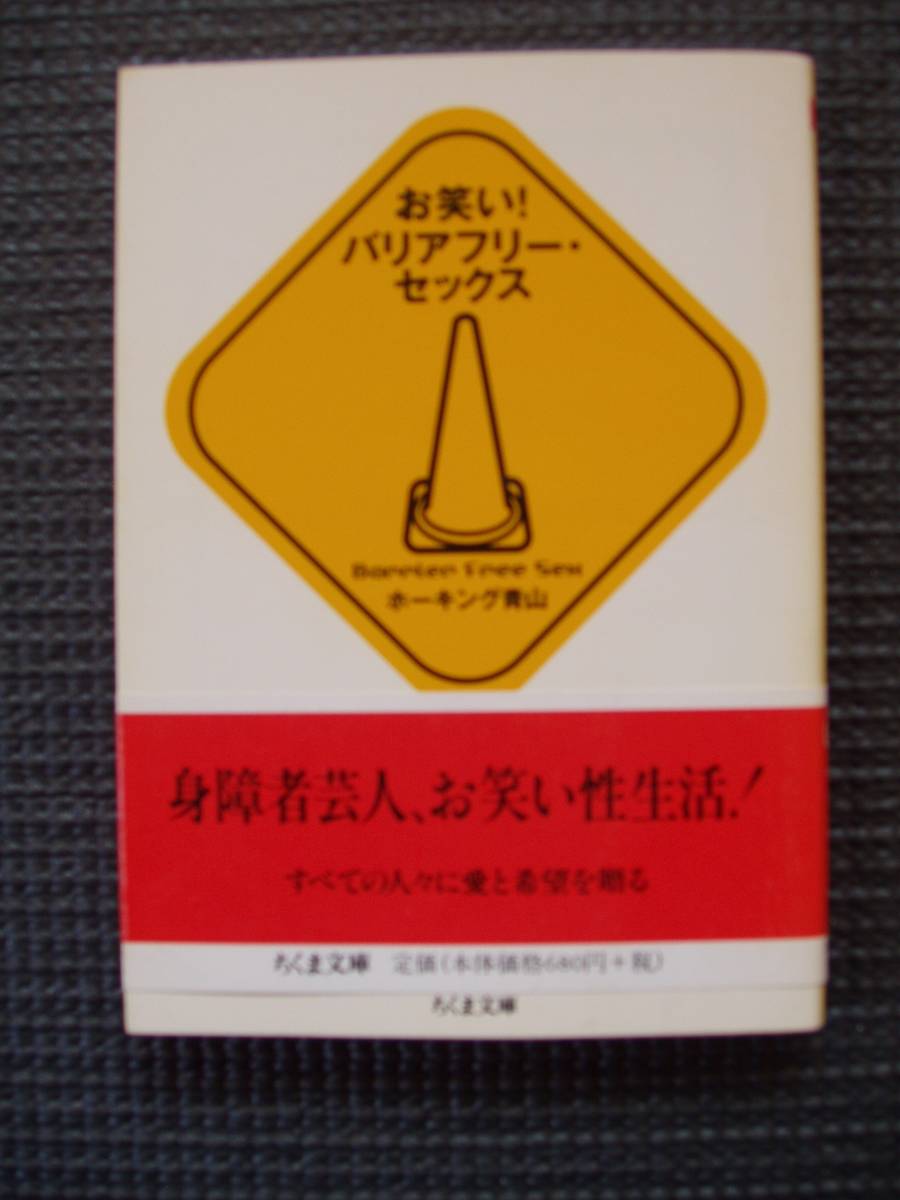 お笑い!
バリアフリー・
セックス
Barrier Free Sex
ホーキング青山
身障者芸人、お笑い性生活!
すべての人々に愛と希望を贈る
ちくま文庫 定価(本体価格680円+税)
ちくま文庫